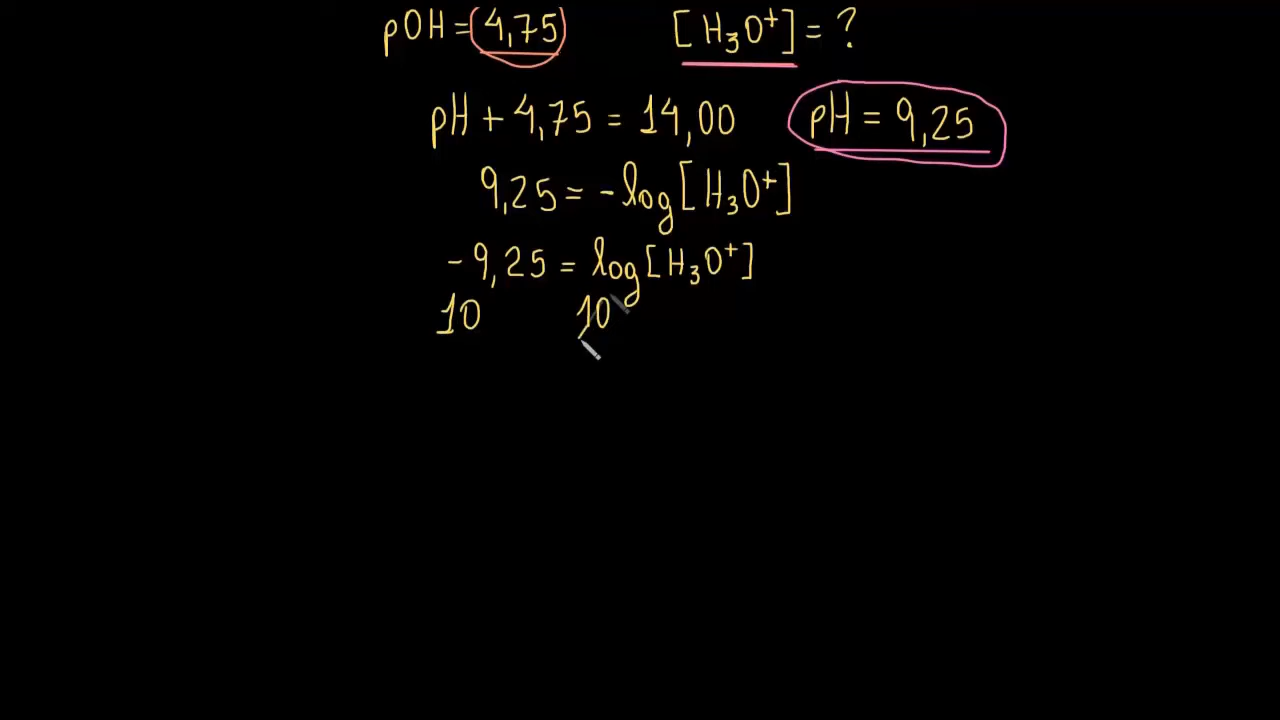 pOH = 4,75 [H₃O⁺] = ?
pH + 4,75 = 14,00 pH = 9,25
9,25 = -log[H₃O⁺]
-9,25 = log[H₃O⁺]
10 10